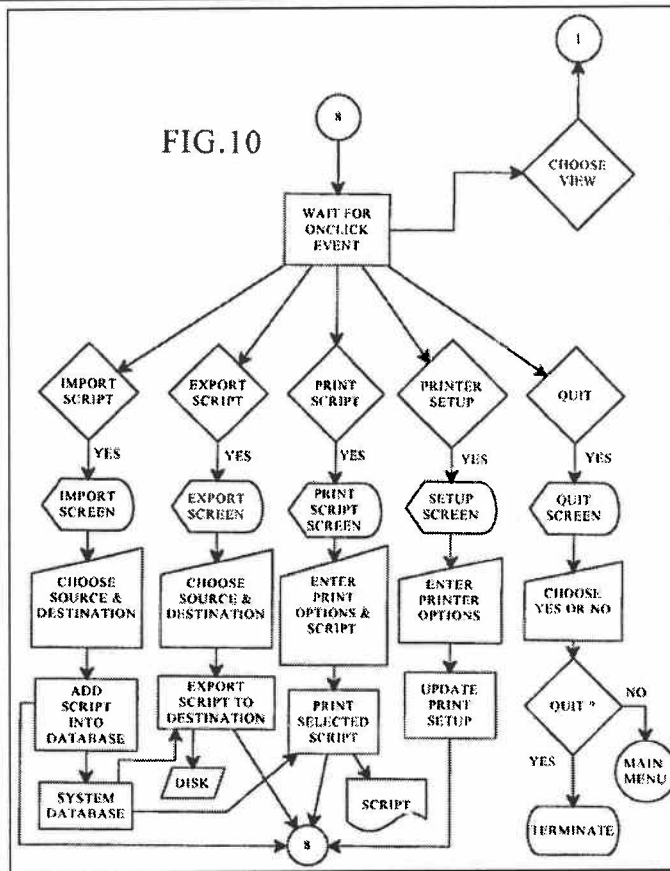 1
8
FIG.10
CHOOSE
VIEW
WAIT FOR
ONCLICK
EVENT
IMPORT
SCRIPT
EXPORT
SCRIPT
PRINT
SCRIPT
PRINTER
SETUP
QUIT
YES
YES
YES
YES
YES
IMPORT
SCREEN
EXPORT
SCREEN
PRINT
SCRIPT
SCREEN
SETUP
SCREEN
QUIT
SCREEN
CHOOSE
SOURCE &
DESTINATION
CHOOSE
SOURCE &
DESTINATION
ENTER
PRINT
OPTIONS &
SCRIPT
ENTER
PRINTER
OPTIONS
CHOOSE
YES OR NO
ADD
SCRIPT
INTO
DATABASE
EXPORT
SCRIPT TO
DESTINATION
PRINT
SELECTED
SCRIPT
UPDATE
PRINT
SETUP
QUIT ?
NO
YES
MAIN
MENU
SYSTEM
DATABASE
DISK
SCRIPT
8
TERMINATE